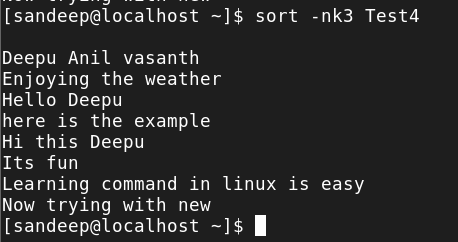 [sandeep@localhost ~]$ sort -nk3 Test4
Deepu Anil vasanth
Enjoying the weather
Hello Deepu
here is the example
Hi this Deepu
Its fun
Learning command in linux is easy
Now trying with new
[sandeep@localhost ~]$